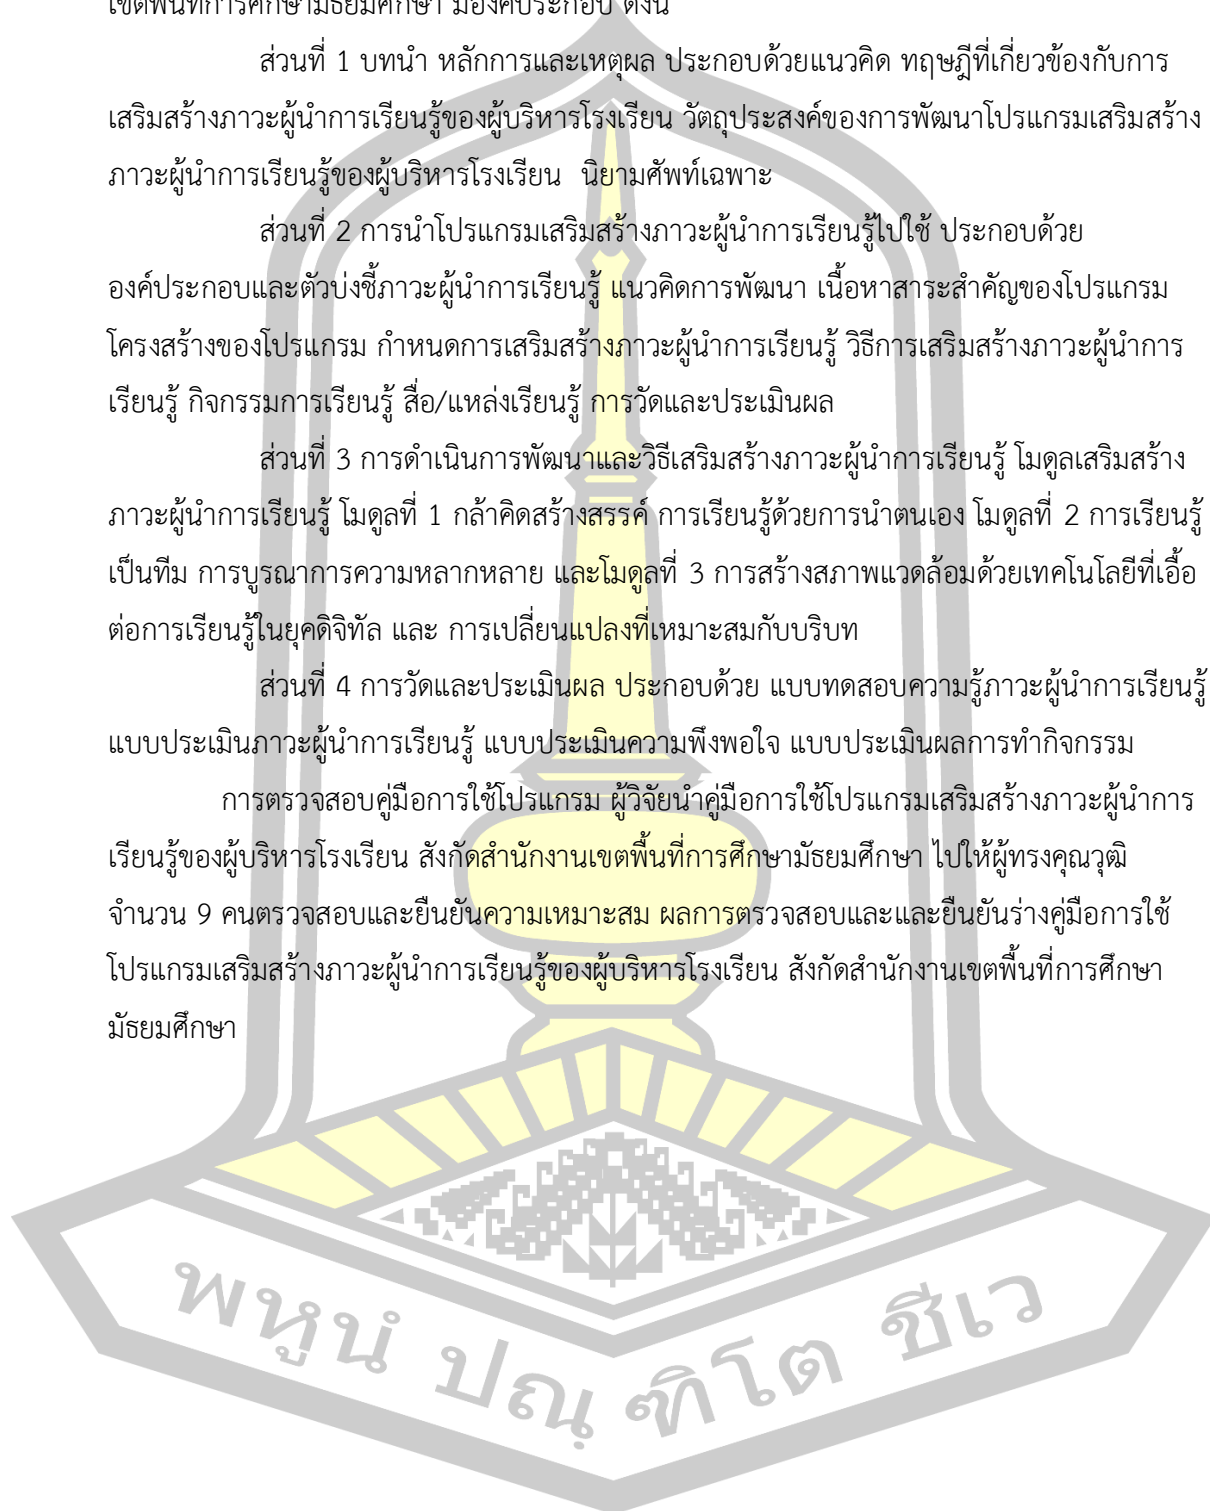 เขตพื้นที่การศึกษามัธยมศึกษา มีองค์ประกอบ ดังนี้
ส่วนที่ 1 บทนำ หลักการและเหตุผล ประกอบด้วยแนวคิด ทฤษฎีที่เกี่ยวข้องกับการ
เสริมสร้างภาวะผู้นำการเรียนรู้ของผู้บริหารโรงเรียน วัตถุประสงค์ของการพัฒนาโปรแกรมเสริมสร้าง
ภาวะผู้นำการเรียนรู้ของผู้บริหารโรงเรียน นิยามศัพท์เฉพาะ
ส่วนที่ 2 การนำโปรแกรมเสริมสร้างภาวะผู้นำการเรียนรู้ไปใช้ ประกอบด้วย
องค์ประกอบและตัวบ่งชี้ภาวะผู้นำการเรียนรู้ แนวคิดการพัฒนา เนื้อหาสาระสำคัญของโปรแกรม
โครงสร้างของโปรแกรม กำหนดการเสริมสร้างภาวะผู้นำการเรียนรู้ วิธีการเสริมสร้างภาวะผู้นำการ
เรียนรู้ กิจกรรมการเรียนรู้ สื่อ/แหล่งเรียนรู้ การวัดและประเมินผล
ส่วนที่ 3 การดำเนินการพัฒนาและวิธีเสริมสร้างภาวะผู้นำการเรียนรู้ โมดูลเสริมสร้าง
ภาวะผู้นำการเรียนรู้ โมดูลที่ 1 กล้าคิดสร้างสรรค์ การเรียนรู้ด้วยการนำตนเอง โมดูลที่ 2 การเรียนรู้
เป็นทีม การบูรณาการความหลากหลาย และโมดูลที่ 3 การสร้างสภาพแวดล้อมด้วยเทคโนโลยีที่เอื้อ
ต่อการเรียนรู้ในยุคดิจิทัล และ การเปลี่ยนแปลงที่เหมาะสมกับบริบท
ส่วนที่ 4 การวัดและประเมินผล ประกอบด้วย แบบทดสอบความรู้ภาวะผู้นำการเรียนรู้
แบบประเมินภาวะผู้นำการเรียนรู้ แบบประเมินความพึงพอใจ แบบประเมินผลการทำกิจกรรม
การตรวจสอบคู่มือการใช้โปรแกรม ผู้วิจัยนำคู่มือการใช้โปรแกรมเสริมสร้างภาวะผู้นำการ
เรียนรู้ของผู้บริหารโรงเรียน สังกัดสำนักงานเขตพื้นที่การศึกษามัธยมศึกษา ไปให้ผู้ทรงคุณวุฒิ
จำนวน 9 คนตรวจสอบและยืนยันความเหมาะสม ผลการตรวจสอบและและยืนยันร่างคู่มือการใช้
โปรแกรมเสริมสร้างภาวะผู้นำการเรียนรู้ของผู้บริหารโรงเรียน สังกัดสำนักงานเขตพื้นที่การศึกษา
มัธยมศึกษา
พหูนํ ปณฺฑิโต ชีเว